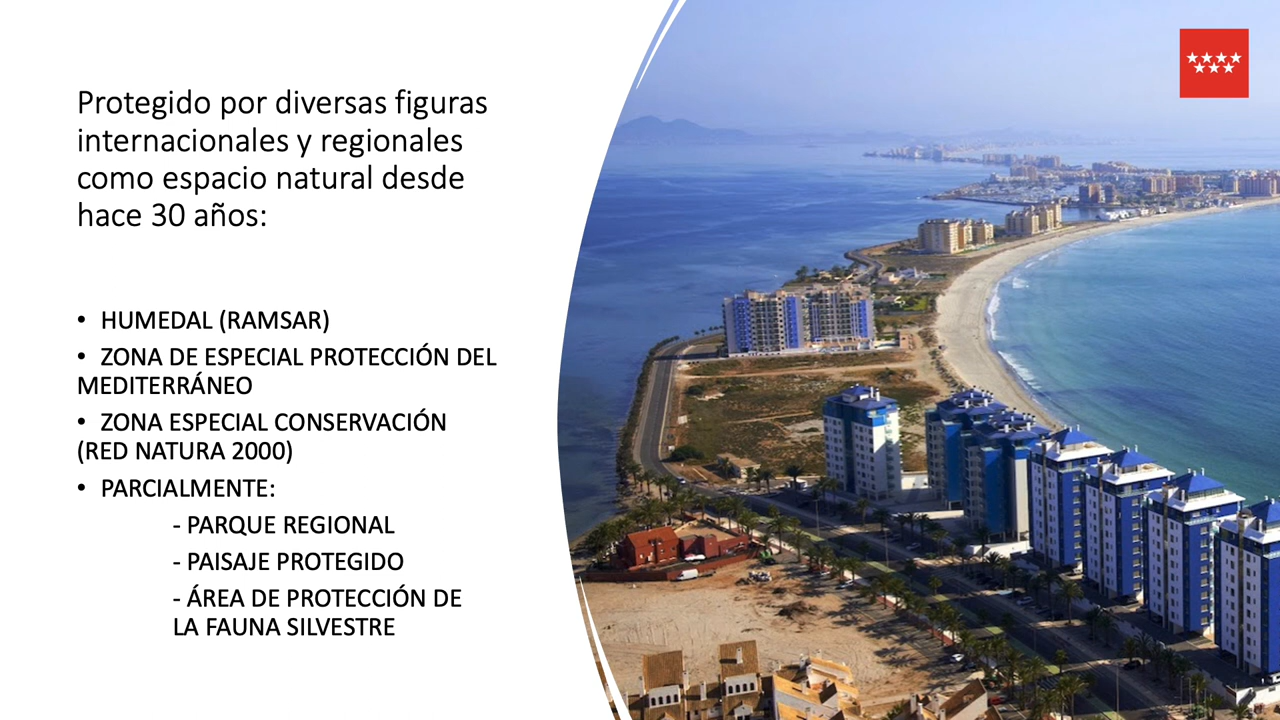 Protegido por diversas figuras
internacionales y regionales
como espacio natural desde
hace 30 años:
• HUMEDAL (RAMSAR)
• ZONA DE ESPECIAL PROTECCIÓN DEL
MEDITERRÁNEO
• ZONA ESPECIAL CONSERVACIÓN
(RED NATURA 2000)
• PARCIALMENTE:
- PARQUE REGIONAL
- PAISAJE PROTEGIDO
- ÁREA DE PROTECCIÓN DE
LA FAUNA SILVESTRE